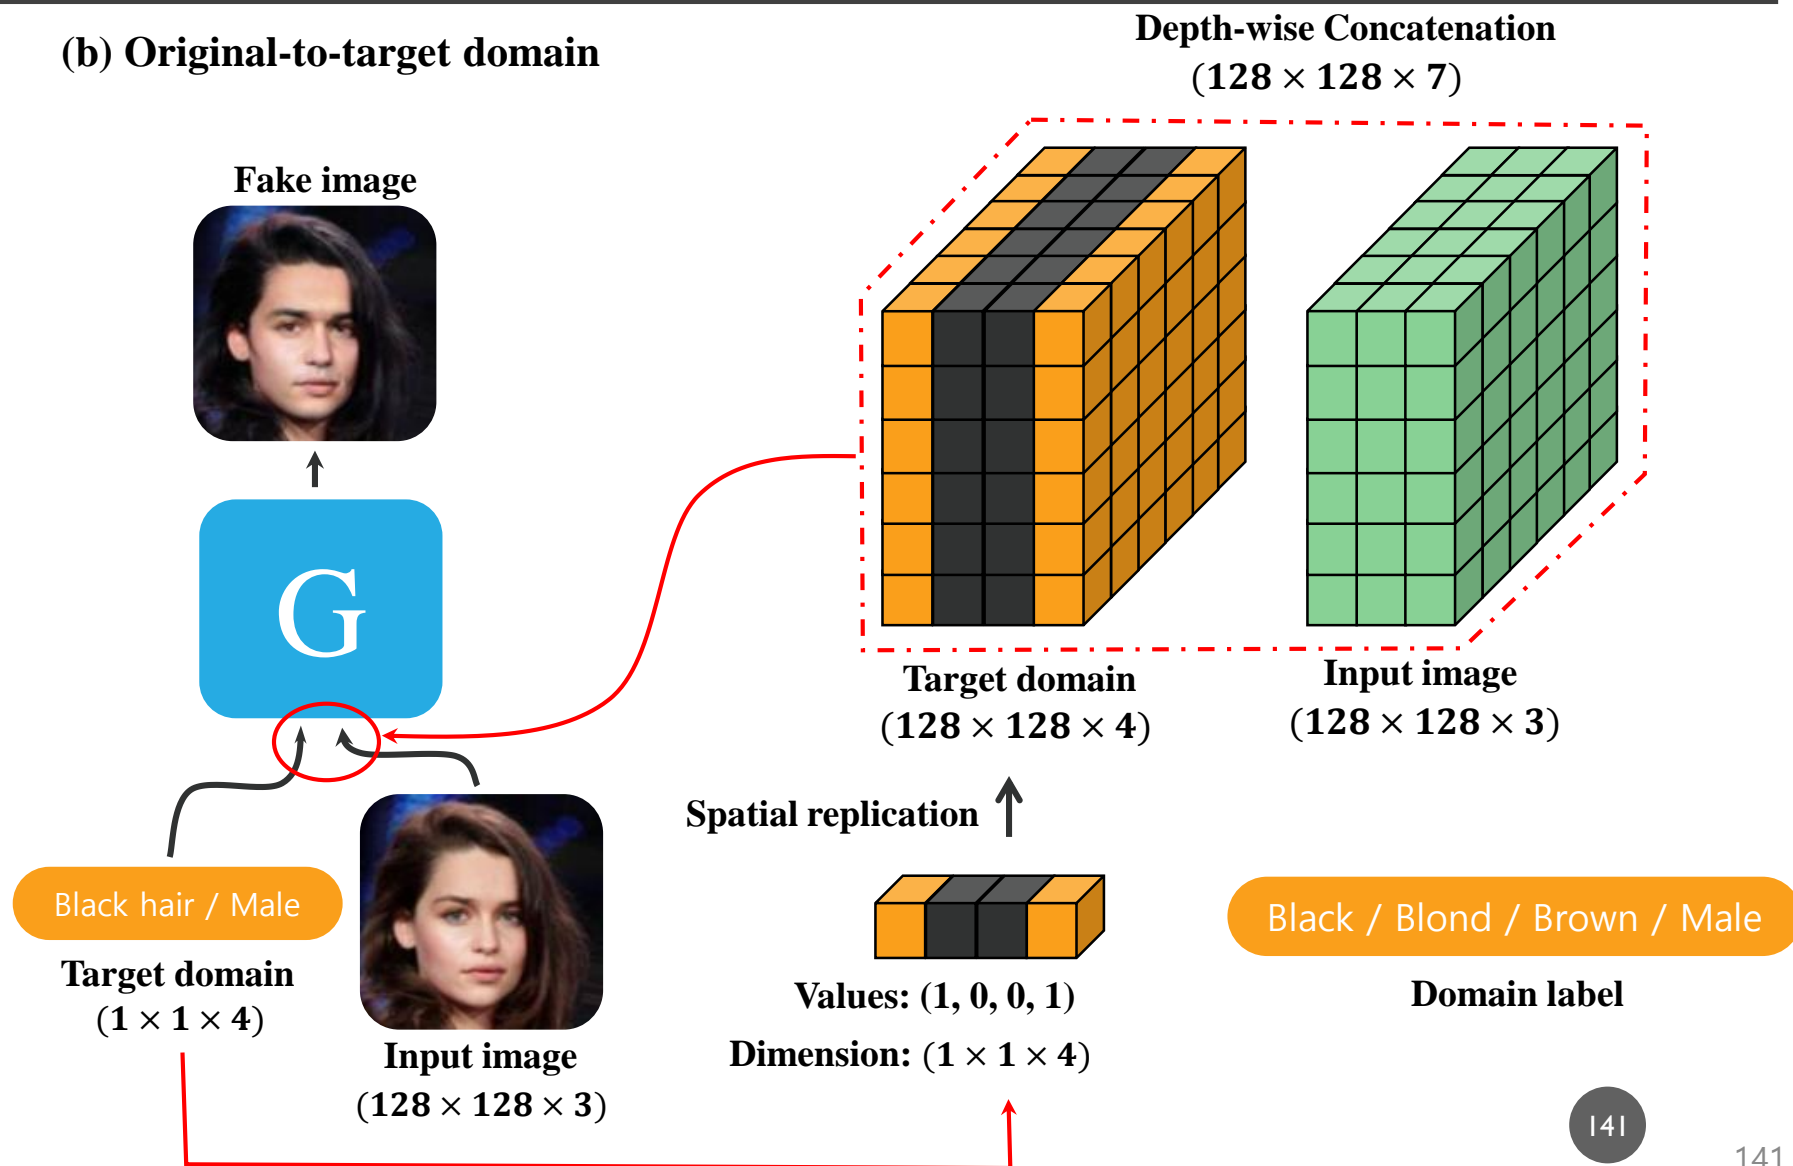 (b) Original-to-target domain
Depth-wise Concatenation
(128 × 128 × 7)
Fake image
G
Target domain
(128 × 128 × 4)
Input image
(128 × 128 × 3)
Spatial replication
Black hair / Male
Target domain
(1 × 1 × 4)
Input image
(128 × 128 × 3)
Values: (1, 0, 0, 1)
Dimension: (1 × 1 × 4)
Black / Blond / Brown / Male
Domain label
141
141